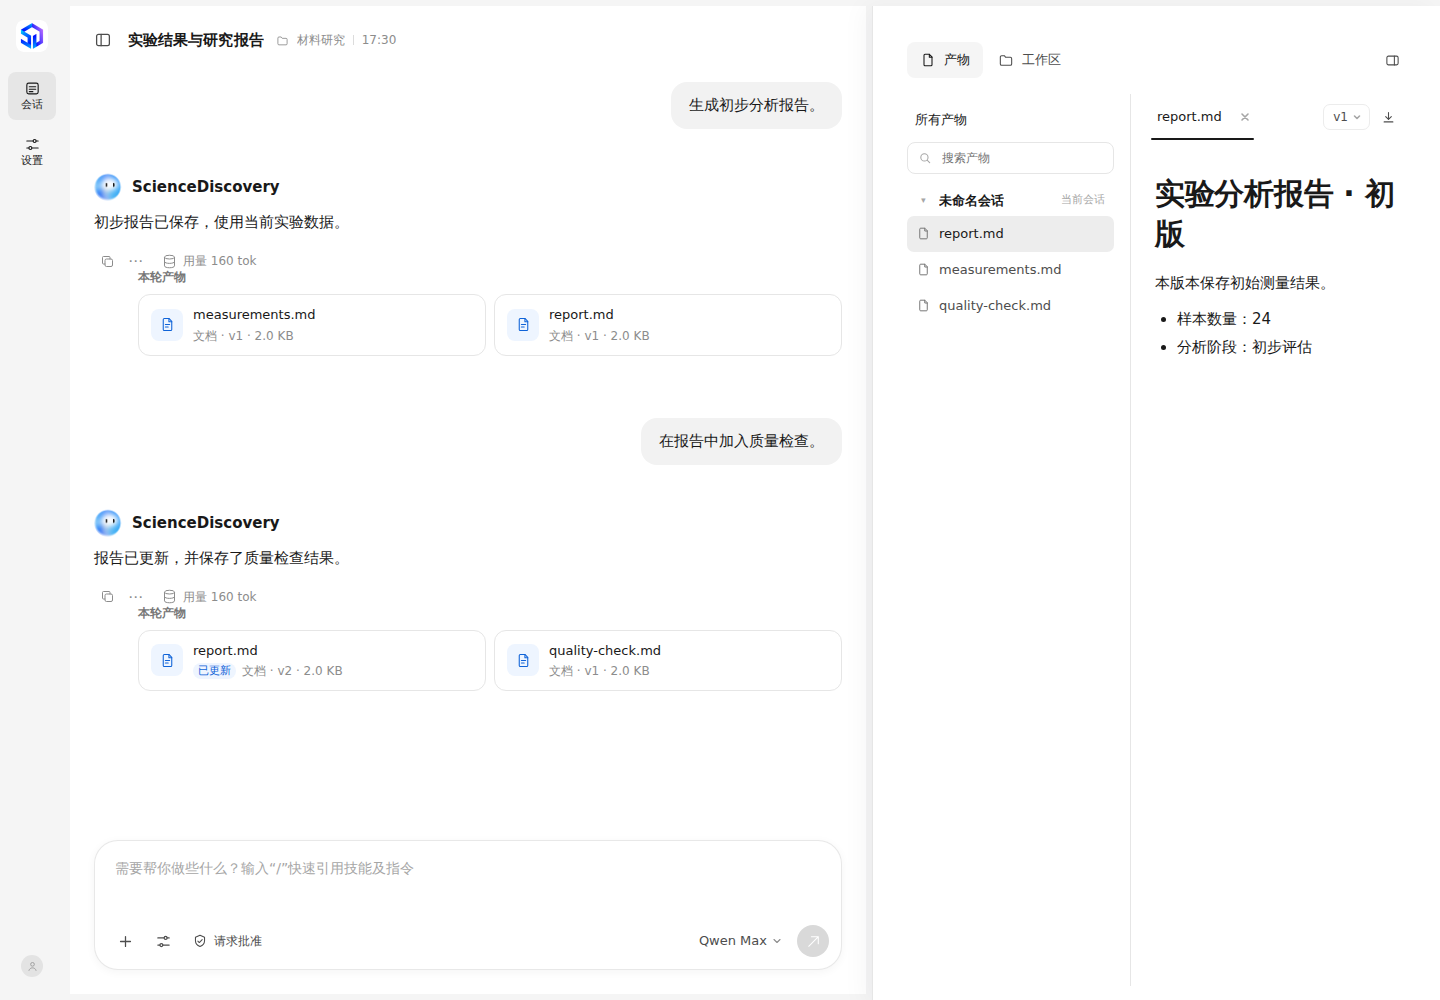 会话
设置
实验结果与研究报告 材料研究 17:30
生成初步分析报告。
ScienceDiscovery
初步报告已保存，使用当前实验数据。
用量 160 tok
本轮产物
measurements.md
文档 · v1 · 2.0 KB
report.md
文档 · v1 · 2.0 KB
在报告中加入质量检查。
ScienceDiscovery
报告已更新，并保存了质量检查结果。
用量 160 tok
本轮产物
report.md
已更新 文档 · v2 · 2.0 KB
quality-check.md
文档 · v1 · 2.0 KB
需要帮你做些什么？输入“/”快速引用技能及指令
请求批准
Qwen Max
产物 工作区
所有产物
搜索产物
未命名会话 当前会话
report.md
measurements.md
quality-check.md
report.md
v1
实验分析报告 · 初
版
本版本保存初始测量结果。
• 样本数量：24
• 分析阶段：初步评估